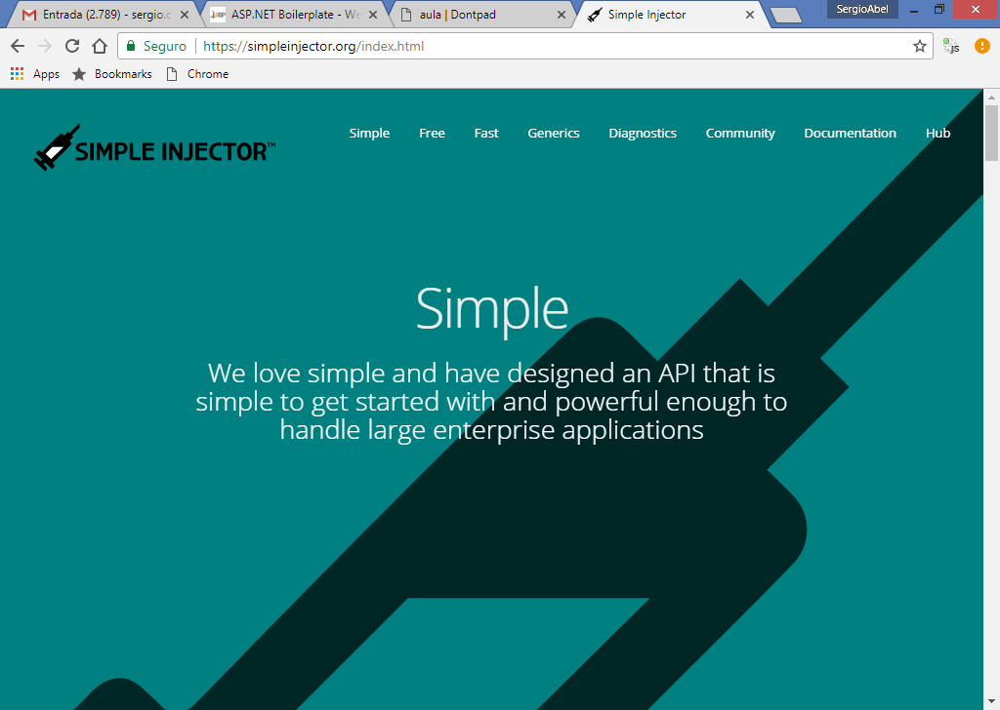 Entrada (2.789) - sergio.c
ASP.NET Boilerplate - We
aula | Dontpad
Simple Injector
SergioAbel
Seguro
https://simpleinjector.org/index.html
js
Apps
Bookmarks
Chrome
SIMPLE INJECTOR™
Simple
Free
Fast
Generics
Diagnostics
Community
Documentation
Hub
Simple
We love simple and have designed an API that is
simple to get started with and powerful enough to
handle large enterprise applications